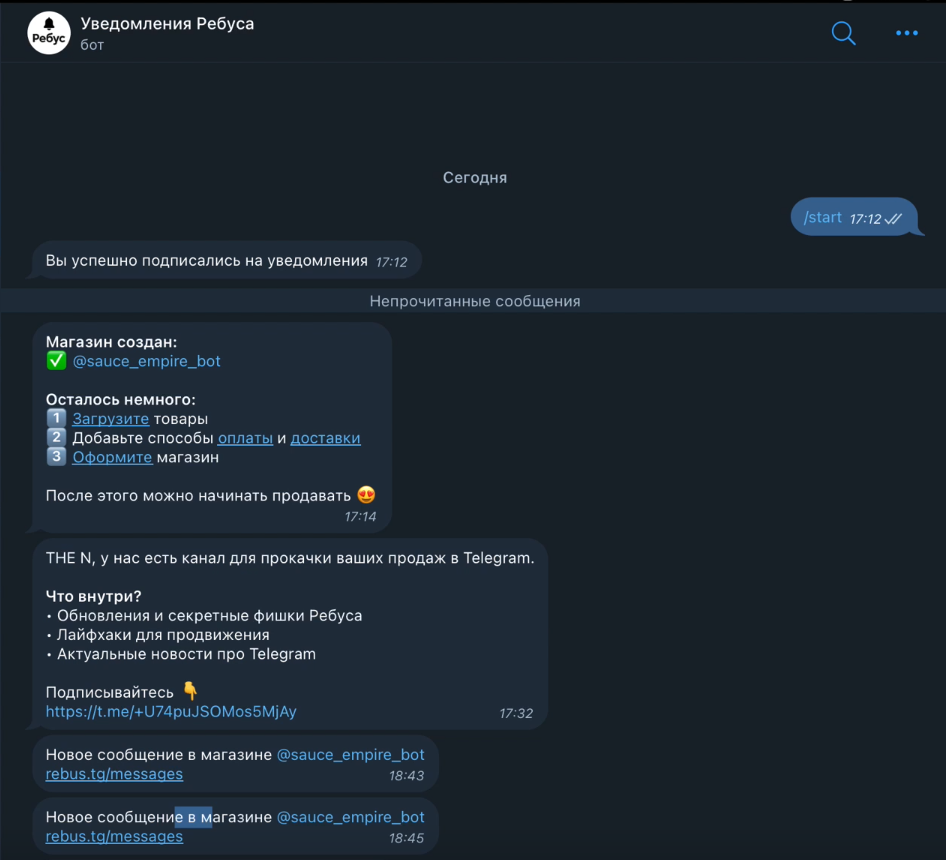 Ребус
Уведомления Ребуса
бот
Сегодня
/start 17:12
Вы успешно подписались на уведомления 17:12
Непрочитанные сообщения
Магазин создан:
✅ @sauce_empire_bot
Осталось немного:
1️⃣ Загрузите товары
2️⃣ Добавьте способы оплаты и доставки
3️⃣ Оформите магазин
После этого можно начинать продавать 😍
17:14
THE N, у нас есть канал для прокачки ваших продаж в Telegram.
Что внутри?
• Обновления и секретные фишки Ребуса
• Лайфхаки для продвижения
• Актуальные новости про Telegram
Подписывайтесь 👇
https://t.me/+U74puJSOMos5MjAy 17:32
Новое сообщение в магазине @sauce_empire_bot
rebus.tg/messages 18:43
Новое сообщение в магазине @sauce_empire_bot
rebus.tg/messages 18:45